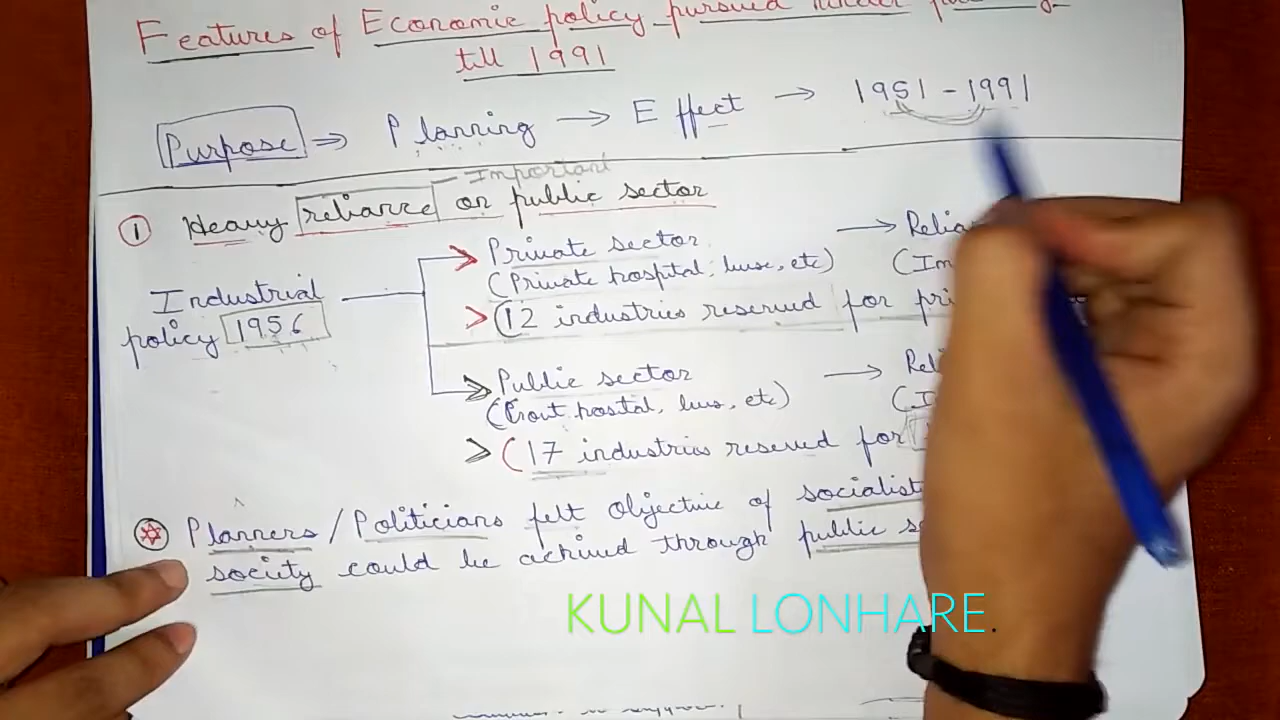 Features of Economic policy pursued under
till 1991
Purpose ⇒ Planning → Effect → 1951 - 1991
Important
① Heavy reliance on public sector
Private sector → Relia
(Private hospital, buse, etc) (Im
Industrial
policy 1956
(12 industries reserved for pri
Public sector → Rel
(Govt hospital, bus, etc) (I
(17 industries reserved for
Planners/Politicians felt objective of socialist
society could be achieved through public s
KUNAL LONHARE.